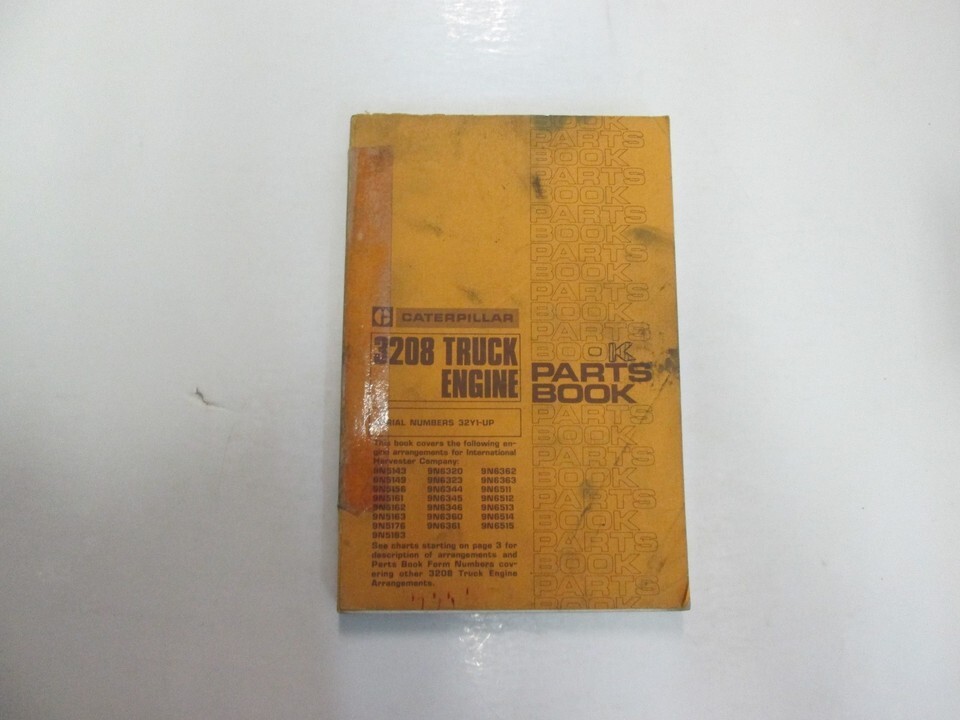 CATERPILLAR
3208 TRUCK
ENGINE
SERIAL NUMBERS 32Y1-UP
This book covers the following en-
gine arrangements for International
Harvester Company:
9N5143 9N6320 9N6362
9N5149 9N6323 9N6363
9N5156 9N6344 9N6511
9N5161 9N6345 9N6512
9N5162 9N6346 9N6513
9N5163 9N6360 9N6514
9N5176 9N6361 9N6515
9N5183
See charts starting on page 3 for
description of arrangements and
Parts Book Form Numbers cov-
ering other 3208 Truck Engine
Arrangements.
BOOK
PARTS
BOOK
PARTS
BOOK
PARTS
BOOK
PARTS
BOOK
PARTS
BOOK
PARTS
BOOK
PARTS
BOOK
PARTS
BOOK
PARTS
BOOK
PARTS
BOOK
PARTS
BOOK
PARTS
BOOK